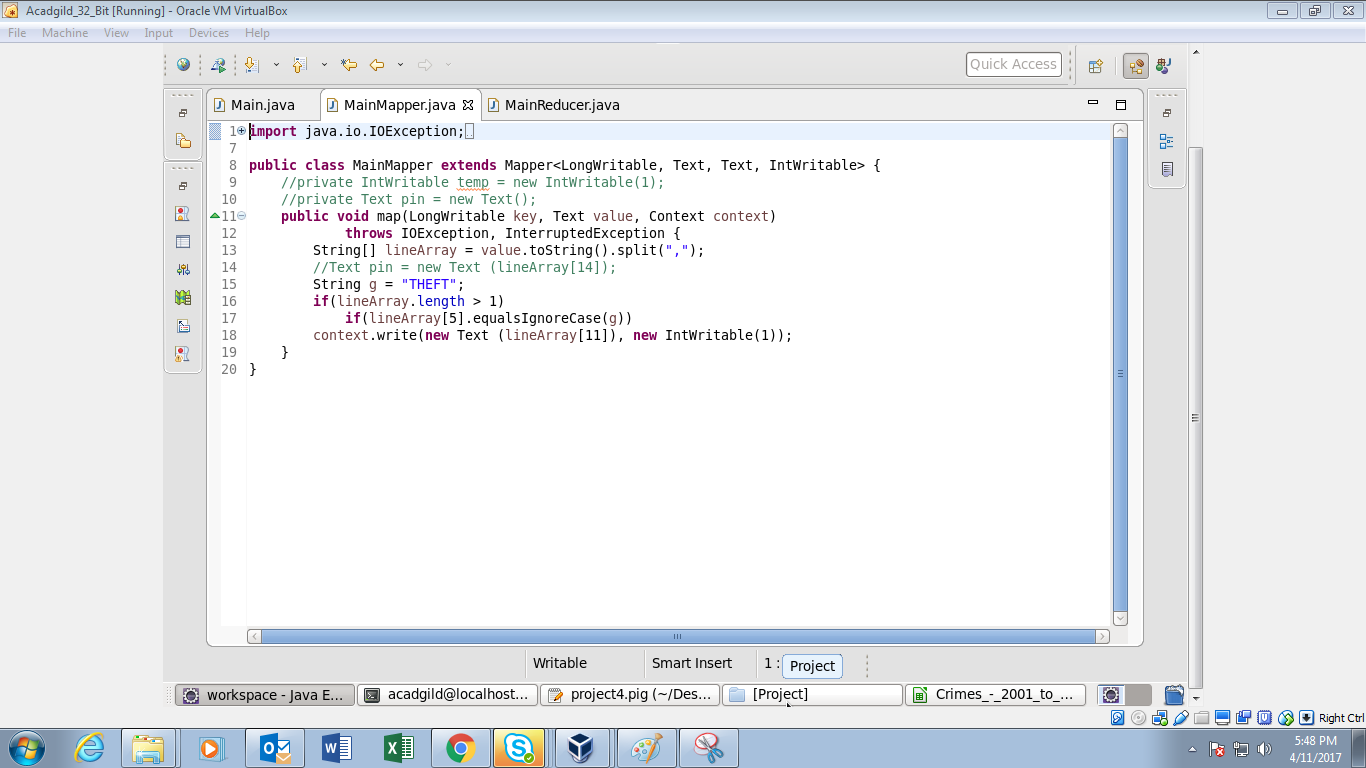 Acadgild_32_Bit [Running] - Oracle VM VirtualBox
File Machine View Input Devices Help
Quick Access
Main.java MainMapper.java MainReducer.java
1 import java.io.IOException;
7
8 public class MainMapper extends Mapper<LongWritable, Text, Text, IntWritable> {
9 //private IntWritable temp = new IntWritable(1);
10 //private Text pin = new Text();
11 public void map(LongWritable key, Text value, Context context)
12 throws IOException, InterruptedException {
13 String[] lineArray = value.toString().split(",");
14 //Text pin = new Text (lineArray[14]);
15 String g = "THEFT";
16 if(lineArray.length > 1)
17 if(lineArray[5].equalsIgnoreCase(g))
18 context.write(new Text (lineArray[11]), new IntWritable(1));
19 }
20 }
Writable Smart Insert 1 : Project
workspace - Java E... acadgild@localhost... project4.pig (~/Des... [Project] Crimes_-_2001_to_...
Right Ctrl
5:48 PM
4/11/2017